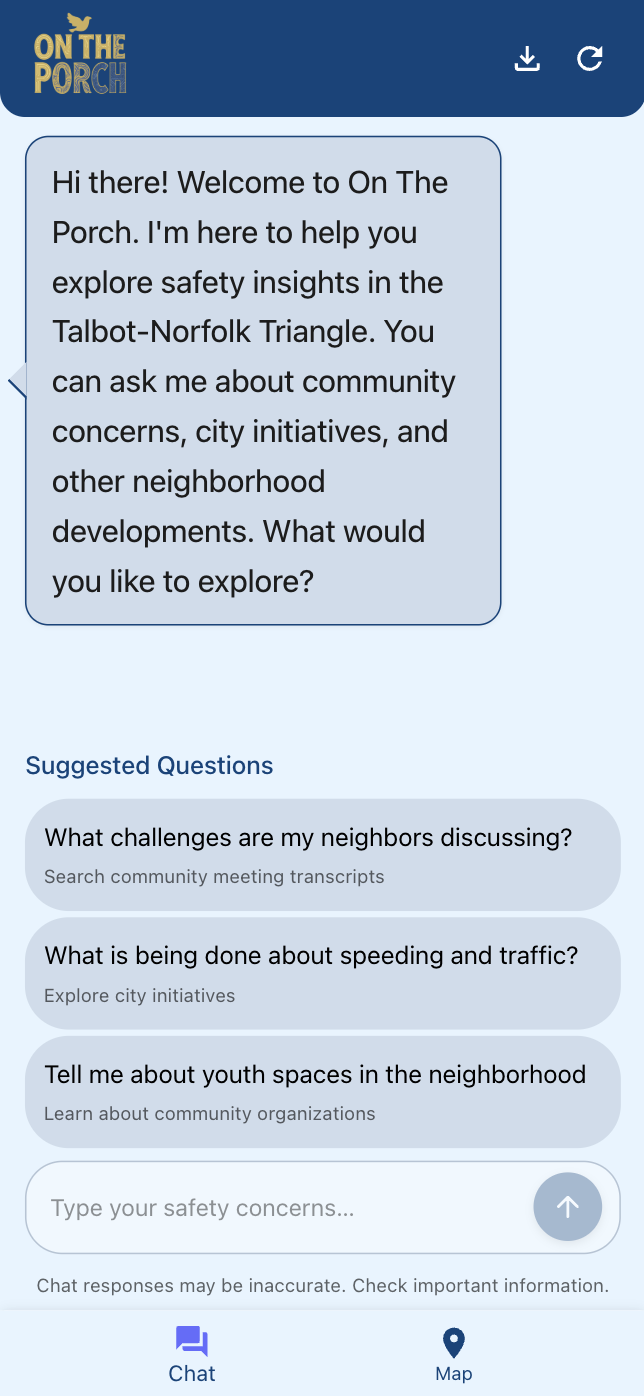 ON THE
PORCH
Hi there! Welcome to On The
Porch. I'm here to help you
explore safety insights in the
Talbot-Norfolk Triangle. You
can ask me about community
concerns, city initiatives, and
other neighborhood
developments. What would
you like to explore?
Suggested Questions
What challenges are my neighbors discussing?
Search community meeting transcripts
What is being done about speeding and traffic?
Explore city initiatives
Tell me about youth spaces in the neighborhood
Learn about community organizations
Type your safety concerns...
Chat responses may be inaccurate. Check important information.
Chat
Map